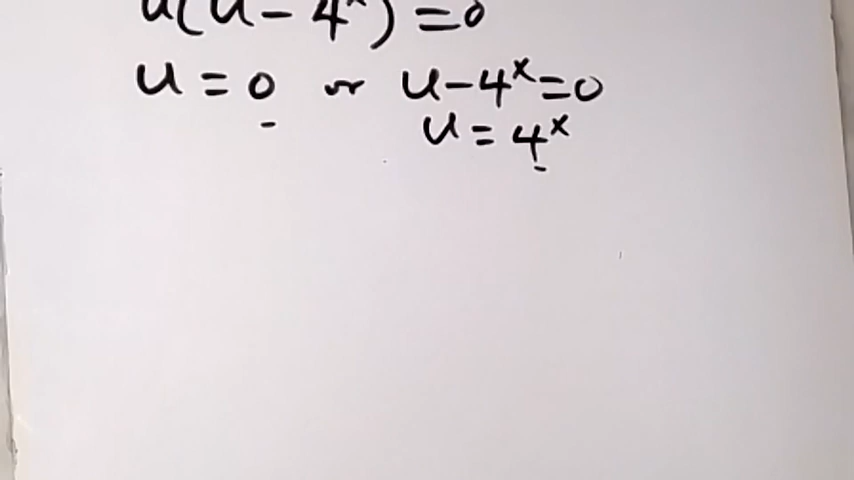 u(u - 4^x) = 0
u = 0 or u - 4^x = 0
u = 4^x